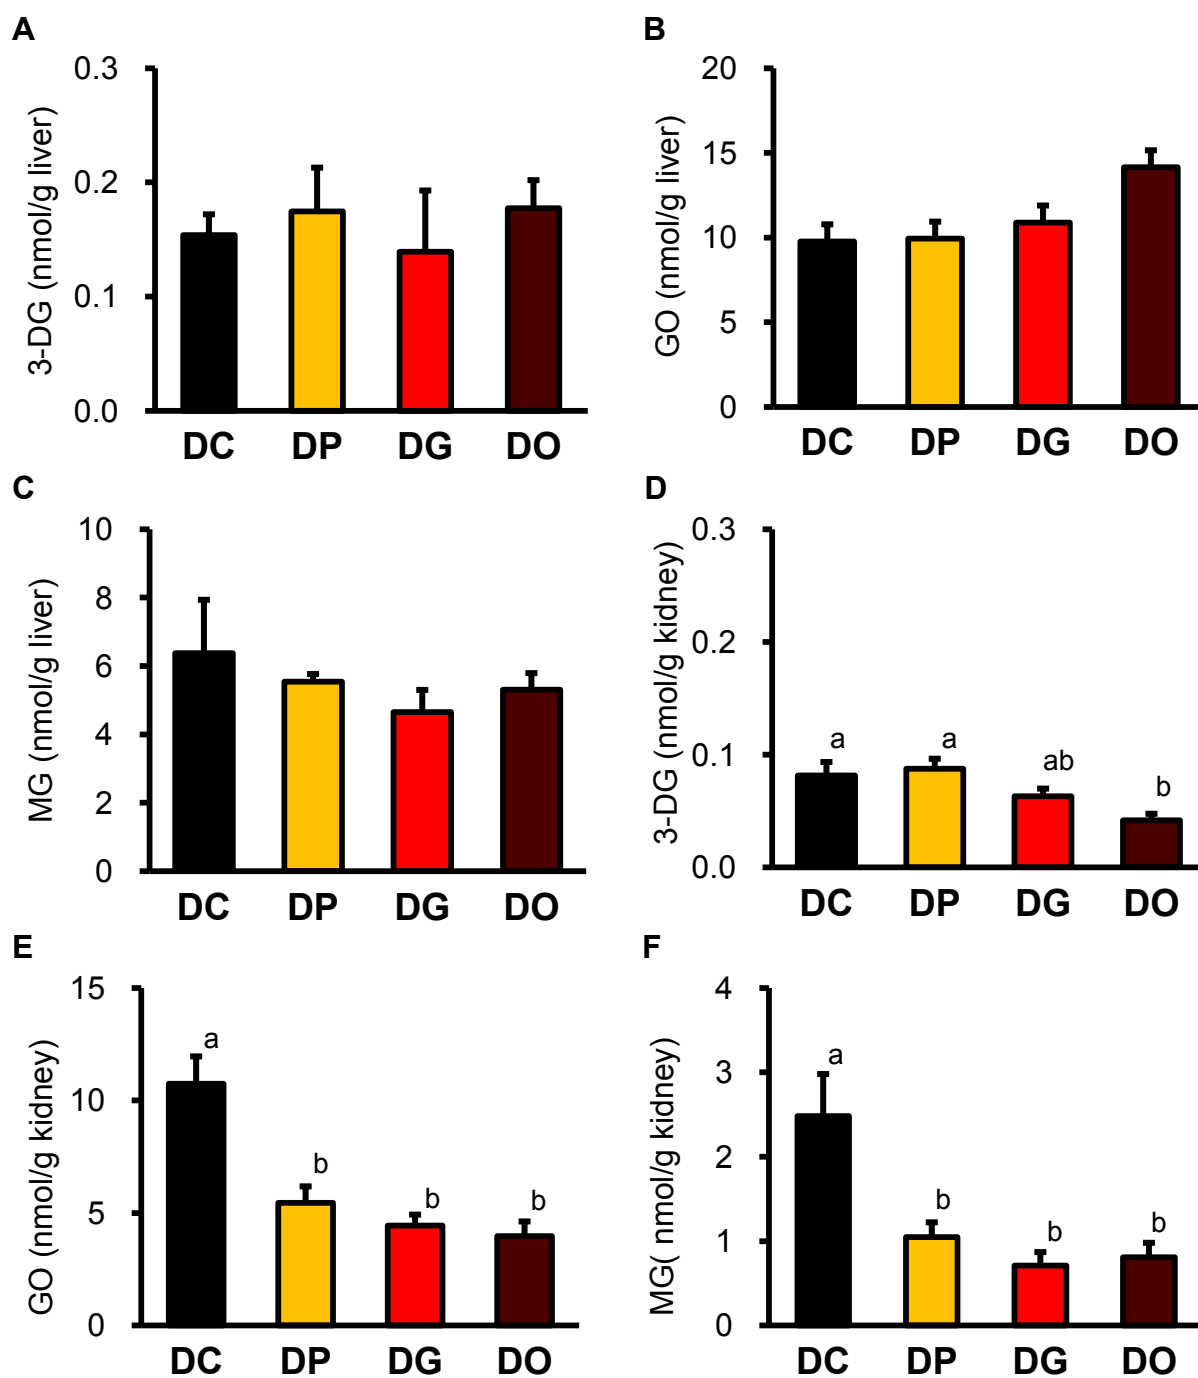 A
3-DG (nmol/g liver)
0.3
0.2
0.1
0.0
DC DP DG DO
B
GO (nmol/g liver)
20
15
10
5
0
DC DP DG DO
C
MG (nmol/g liver)
10
8
6
4
2
0
DC DP DG DO
D
3-DG (nmol/g kidney)
0.3
0.2
0.1
0.0
a a ab b
DC DP DG DO
E
GO (nmol/g kidney)
15
10
5
0
a b b b
DC DP DG DO
F
MG( nmol/g kidney)
4
3
2
1
0
a b b b
DC DP DG DO